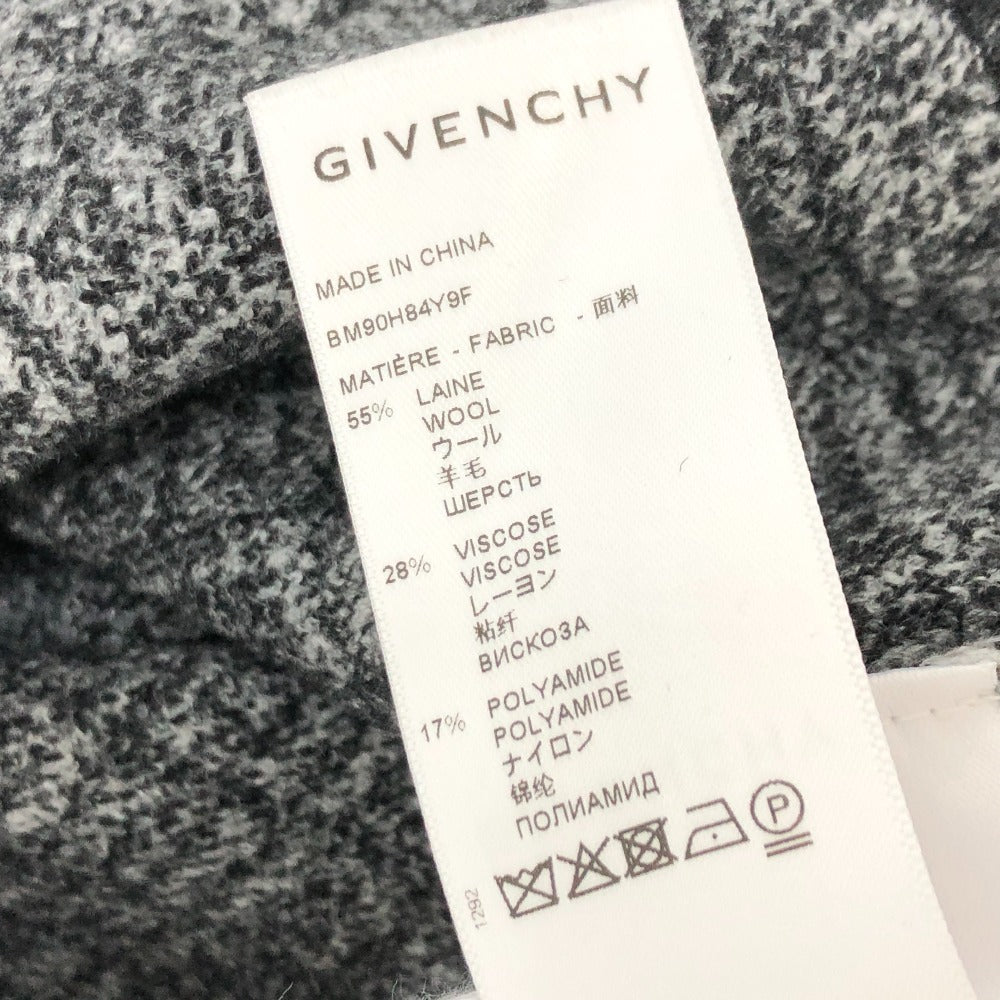 GIVENCHY
MADE IN CHINA
BM90H84Y9F
MATIÈRE - FABRIC - 面料
55% LAINE
WOOL
ウール
羊毛
ШЕРСТЬ
28% VISCOSE
VISCOSE
レーヨン
粘纤
ВИСКОЗА
17% POLYAMIDE
POLYAMIDE
ナイロン
锦纶
ПОЛИАМИД
P
1292